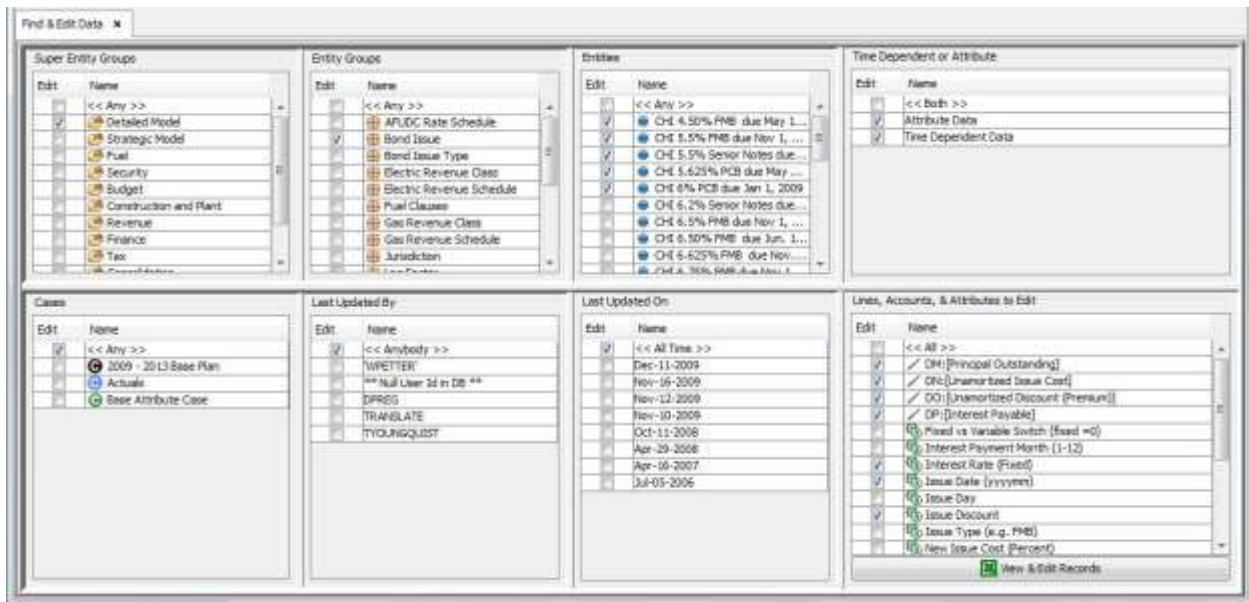 Find & Edit Data
Super Entity Groups
Edit Name
<< Any >>
Detailed Model
Strategic Model
Fuel
Security
Budget
Construction and Plant
Revenue
Finance
Tax
Consolidation
Entity Groups
Edit Name
<< Any >>
AFUDC Rate Schedule
Bond Issue
Bond Issue Type
Electric Revenue Class
Electric Revenue Schedule
Fuel Clauses
Gas Revenue Class
Gas Revenue Schedule
Jurisdiction
Entities
Edit Name
<< Any >>
CHI 4.50% FMB due May 1...
CHI 5.5% FMB due Nov 1, ...
CHI 5.5% Senior Notes due...
CHI 5.625% PCB due May ...
CHI 6% PCB due Jan 1, 2009
CHI 6.2% Senior Notes due...
CHI 6.5% FMB due Nov 1, ...
CHI 6.50% FMB due Jun. 1...
CHI 6.625% FMB due Nov....
CHI 6.75% FMB due May 1
Time Dependent or Attribute
Edit Name
<< Both >>
Attribute Data
Time Dependent Data
Cases
Edit Name
<< Any >>
2009 - 2013 Base Plan
Actuals
Base Attribute Case
Last Updated By
Edit Name
<< Anybody >>
'WPETTER'
** Null User Id in DB **
DPREG
TRANSLATE
TYOUNGQUIST
Last Updated On
Edit Name
<< All Time >>
Dec-11-2009
Nov-16-2009
Nov-12-2009
Nov-10-2009
Oct-11-2008
Apr-29-2008
Apr-16-2007
Jul-05-2006
Lines, Accounts, & Attributes to Edit
Edit Name
<< All >>
DM:[Principal Outstanding]
DN:[Unamortized Issue Cost]
DO:[Unamortized Discount (Premium)]
DP:[Interest Payable]
Fixed vs Variable Switch (fixed =0)
Interest Payment Month (1-12)
Interest Rate (Fixed)
Issue Date (yyyymm)
Issue Day
Issue Discount
Issue Type (e.g. FMB)
New Issue Cost (Percent)
View & Edit Records